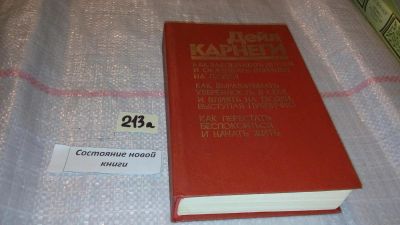 Дейл
КАРНЕГИ
КАК ЗАВОЕВЫВАТЬ ДРУЗЕЙ
И ОКАЗЫВАТЬ ВЛИЯНИЕ
НА ЛЮДЕЙ
КАК ВЫРАБАТЫВАТЬ
УВЕРЕННОСТЬ В СЕБЕ
И ВЛИЯТЬ НА ЛЮДЕЙ,
ВЫСТУПАЯ ПУБЛИЧНО
КАК ПЕРЕСТАТЬ
БЕСПОКОИТЬСЯ
И НАЧАТЬ ЖИТЬ
213а
Состояние новой
книги